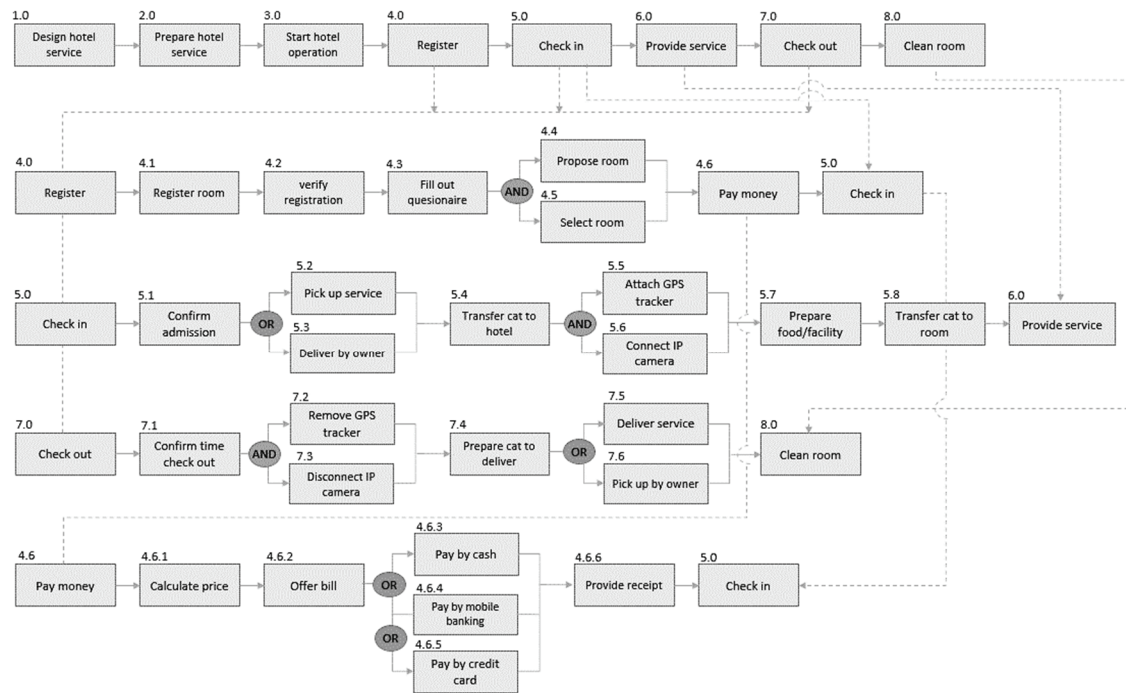 1.0
Design hotel
service
2.0
Prepare hotel
service
3.0
Start hotel
operation
4.0
Register
5.0
Check in
6.0
Provide service
7.0
Check out
8.0
Clean room
4.0
Register
4.1
Register room
4.2
verify
registration
4.3
Fill out
quesionaire
AND
4.4
Propose room
4.5
Select room
4.6
Pay money
5.0
Check in
5.0
Check in
5.1
Confirm
admission
OR
5.2
Pick up service
5.3
Deliver by owner
5.4
Transfer cat to
hotel
AND
5.5
Attach GPS
tracker
5.6
Connect IP
camera
5.7
Prepare
food/facility
5.8
Transfer cat to
room
6.0
Provide service
7.0
Check out
7.1
Confirm time
check out
AND
7.2
Remove GPS
tracker
7.3
Disconnect IP
camera
7.4
Prepare cat to
deliver
OR
7.5
Deliver service
7.6
Pick up by owner
8.0
Clean room
4.6
Pay money
4.6.1
Calculate price
4.6.2
Offer bill
OR
4.6.3
Pay by cash
4.6.4
Pay by mobile
banking
OR
4.6.5
Pay by credit
card
4.6.6
Provide receipt
5.0
Check in